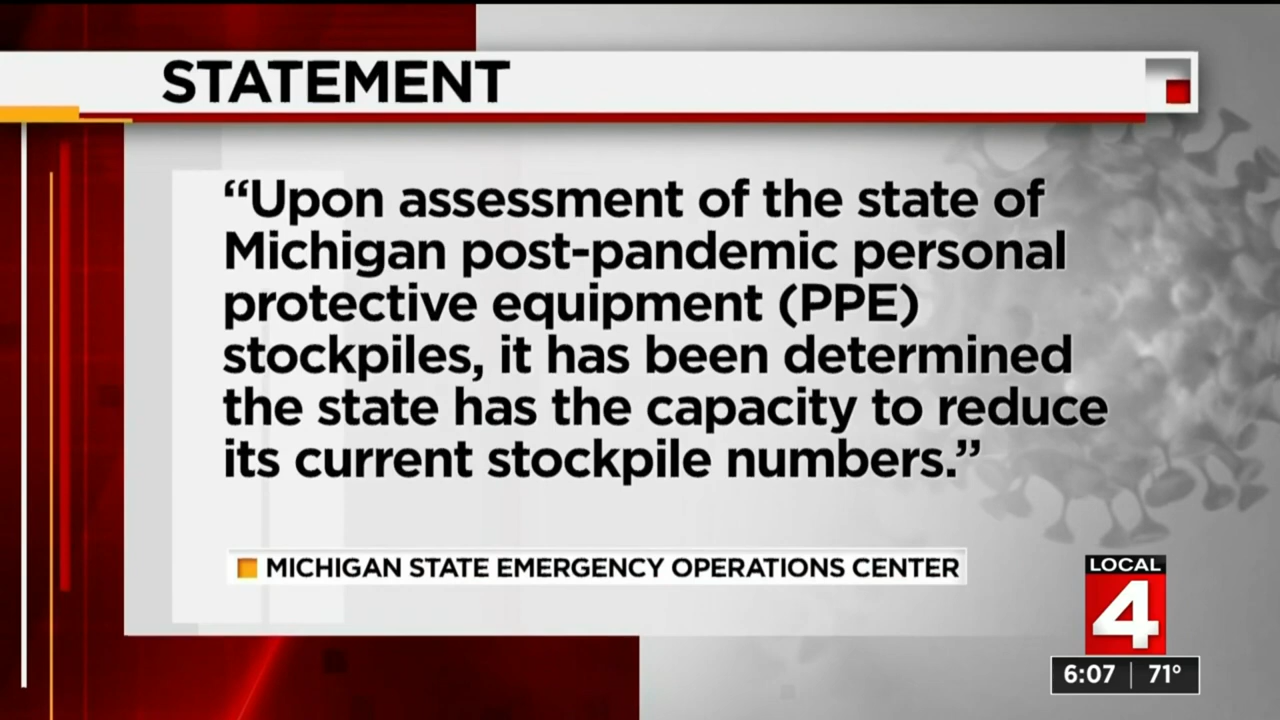 STATEMENT
“Upon assessment of the state of
Michigan post-pandemic personal
protective equipment (PPE)
stockpiles, it has been determined
the state has the capacity to reduce
its current stockpile numbers.”
MICHIGAN STATE EMERGENCY OPERATIONS CENTER
LOCAL
4
6:07 | 71°